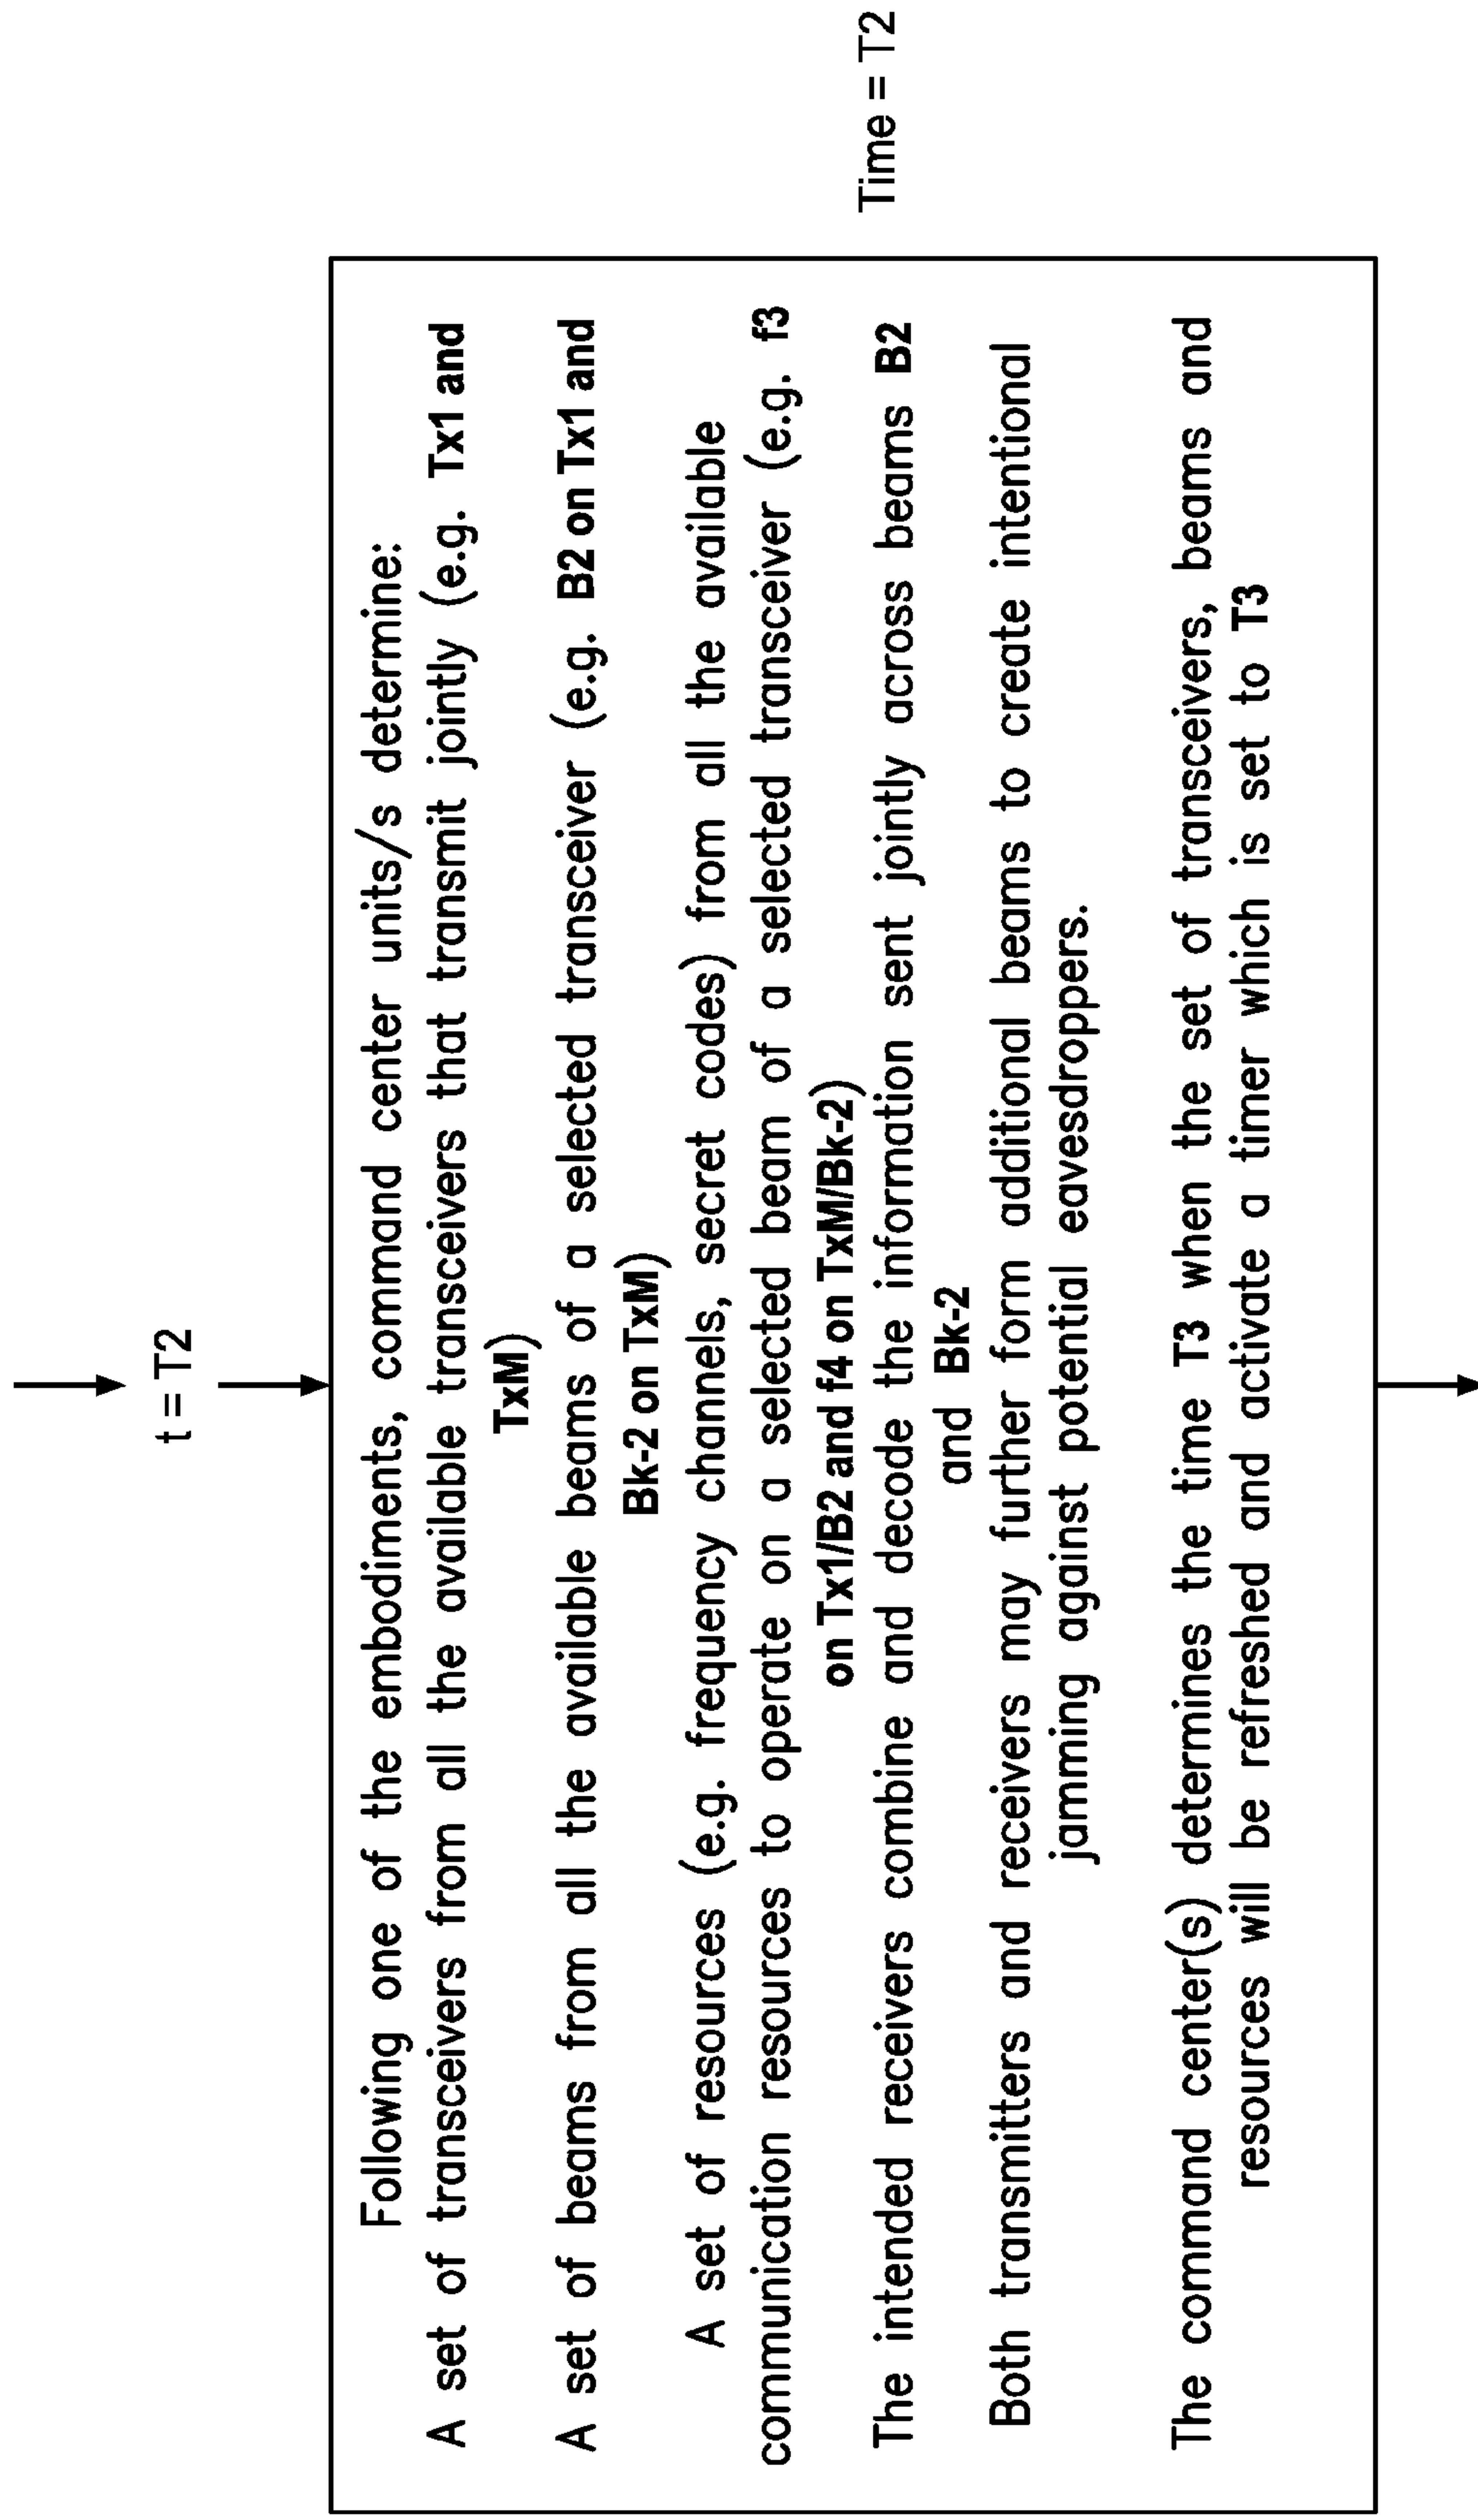 t = T2
Following one of the embodiments, command center units/s determine:
A set of transceivers from all the available transceivers that transmit jointly (e.g. Tx1 and
TxM)
A set of beams from all the available beams of a selected transceiver (e.g. B2 on Tx1 and
Bk-2 on TxM)
A set of resources (e.g. frequency channels, secret codes) from all the available
communication resources to operate on a selected beam of a selected transceiver (e.g. f3
on Tx1/B2 and f4 on TxM/Bk-2)
The intended receivers combine and decode the information sent jointly across beams B2
and Bk-2
Both transmitters and receivers may further form additional beams to create intentional
jamming against potential eavesdroppers.
The command center(s) determines the time T3 when the set of transceivers, beams and
resources will be refreshed and activate a timer which is set to T3
Time = T2